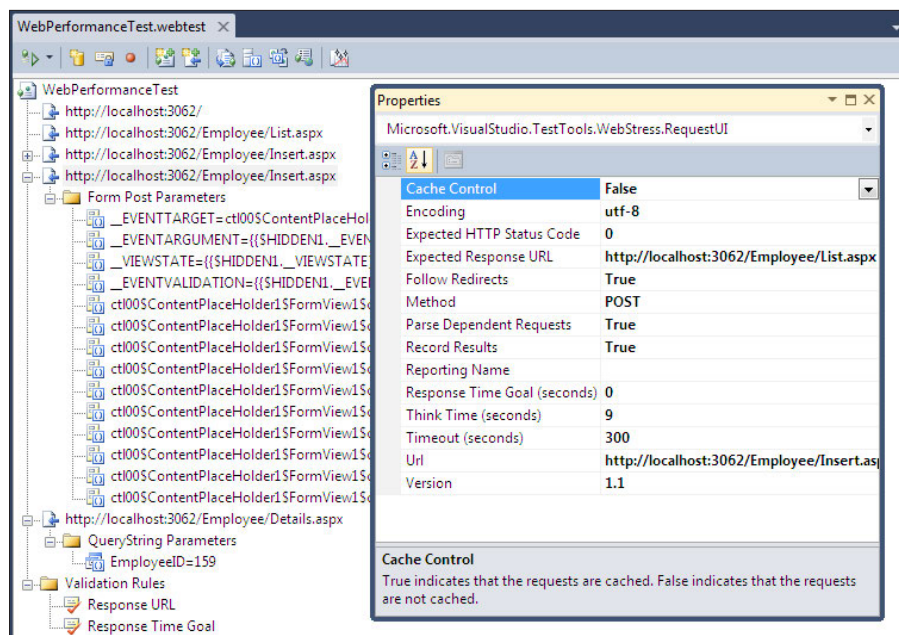 WebPerformanceTest.webtest
WebPerformanceTest
http://localhost:3062/
http://localhost:3062/Employee/List.aspx
http://localhost:3062/Employee/Insert.aspx
http://localhost:3062/Employee/Insert.aspx
Form Post Parameters
__EVENTTARGET=ctl00$ContentPlaceHol
__EVENTARGUMENT={{$HIDDEN1.__EVEN
__VIEWSTATE={{$HIDDEN1.__VIEWSTATE
__EVENTVALIDATION={{$HIDDEN1.__EVE
ctl00$ContentPlaceHolder1$FormView1$
ctl00$ContentPlaceHolder1$FormView1$
ctl00$ContentPlaceHolder1$FormView1$
ctl00$ContentPlaceHolder1$FormView1$
ctl00$ContentPlaceHolder1$FormView1$
ctl00$ContentPlaceHolder1$FormView1$
ctl00$ContentPlaceHolder1$FormView1$
ctl00$ContentPlaceHolder1$FormView1$
ctl00$ContentPlaceHolder1$FormView1$
ctl00$ContentPlaceHolder1$FormView1$
http://localhost:3062/Employee/Details.aspx
QueryString Parameters
EmployeeID=159
Validation Rules
Response URL
Response Time Goal
Properties
Microsoft.VisualStudio.TestTools.WebStress.RequestUI
Cache Control False
Encoding utf-8
Expected HTTP Status Code 0
Expected Response URL http://localhost:3062/Employee/List.aspx
Follow Redirects True
Method POST
Parse Dependent Requests True
Record Results True
Reporting Name
Response Time Goal (seconds) 0
Think Time (seconds) 9
Timeout (seconds) 300
Url http://localhost:3062/Employee/Insert.asp
Version 1.1
Cache Control
True indicates that the requests are cached. False indicates that the requests
are not cached.